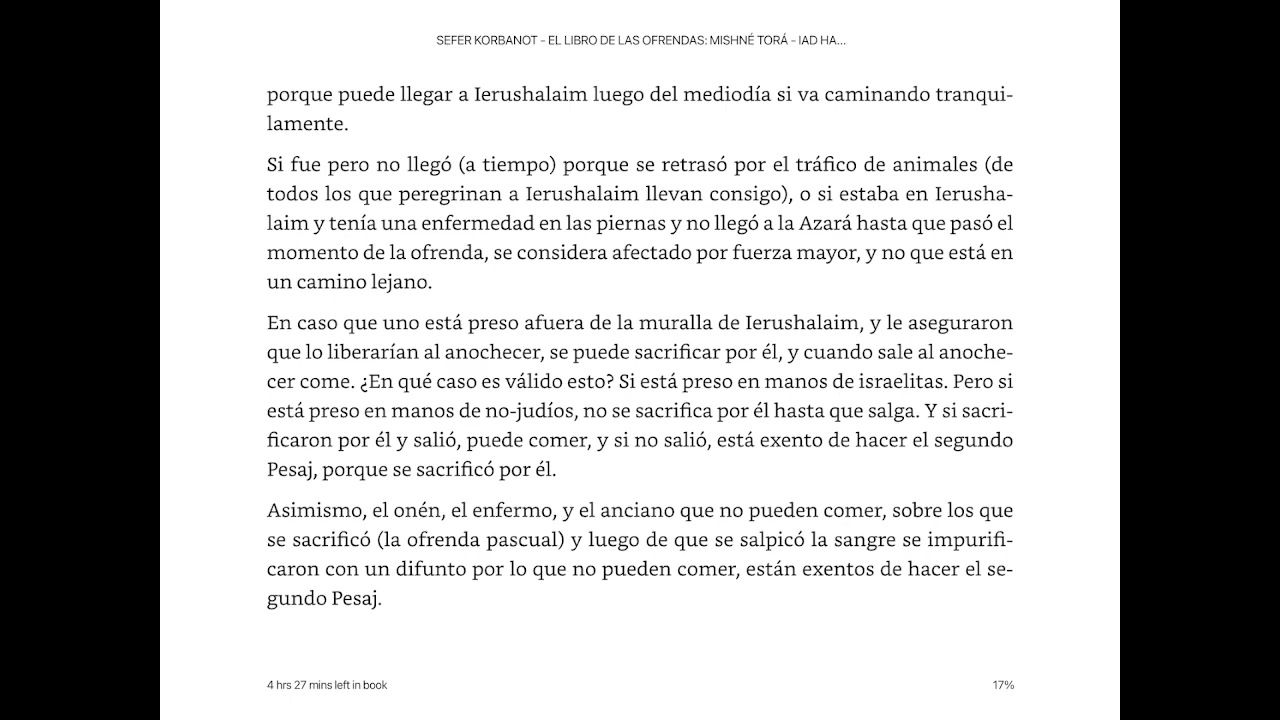 SEFER KORBANOT - EL LIBRO DE LAS OFRENDAS: MISHNÉ TORÁ - IAD HA...
porque puede llegar a Ierushalaim luego del mediodía si va caminando tranqui-
lamente.
Si fue pero no llegó (a tiempo) porque se retrasó por el tráfico de animales (de
todos los que peregrinan a Ierushalaim llevan consigo), o si estaba en Ierusha-
laim y tenía una enfermedad en las piernas y no llegó a la Azará hasta que pasó el
momento de la ofrenda, se considera afectado por fuerza mayor, y no que está en
un camino lejano.
En caso que uno está preso afuera de la muralla de Ierushalaim, y le aseguraron
que lo liberarían al anochecer, se puede sacrificar por él, y cuando sale al anoche-
cer come. ¿En qué caso es válido esto? Si está preso en manos de israelitas. Pero si
está preso en manos de no-judíos, no se sacrifica por él hasta que salga. Y si sacri-
ficaron por él y salió, puede comer, y si no salió, está exento de hacer el segundo
Pesaj, porque se sacrificó por él.
Asimismo, el onén, el enfermo, y el anciano que no pueden comer, sobre los que
se sacrificó (la ofrenda pascual) y luego de que se salpicó la sangre se impurifi-
caron con un difunto por lo que no pueden comer, están exentos de hacer el se-
gundo Pesaj.
4 hrs 27 mins left in book
17%